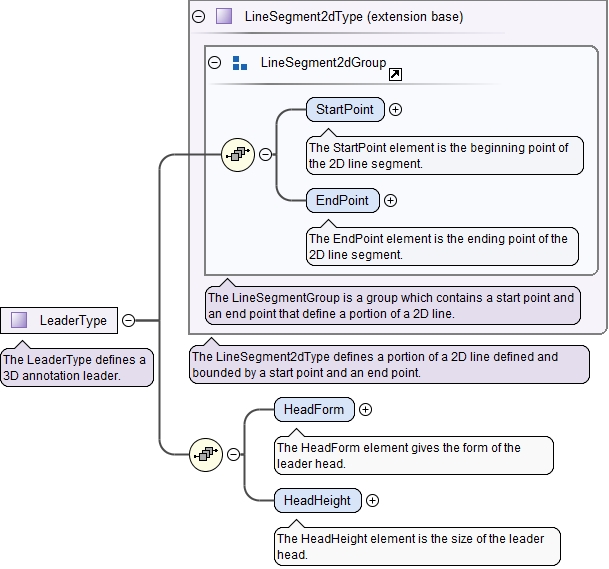 LineSegment2dType (extension base)
LineSegment2dGroup
StartPoint
The StartPoint element is the beginning point of
the 2D line segment.
EndPoint
The EndPoint element is the ending point of the
2D line segment.
The LineSegmentGroup is a group which contains a start point and
an end point that define a portion of a 2D line.
LeaderType
The LeaderType defines a
3D annotation leader.
The LineSegment2dType defines a portion of a 2D line defined and
bounded by a start point and an end point.
HeadForm
The HeadForm element gives the form of the
leader head.
HeadHeight
The HeadHeight element is the size of the leader
head.